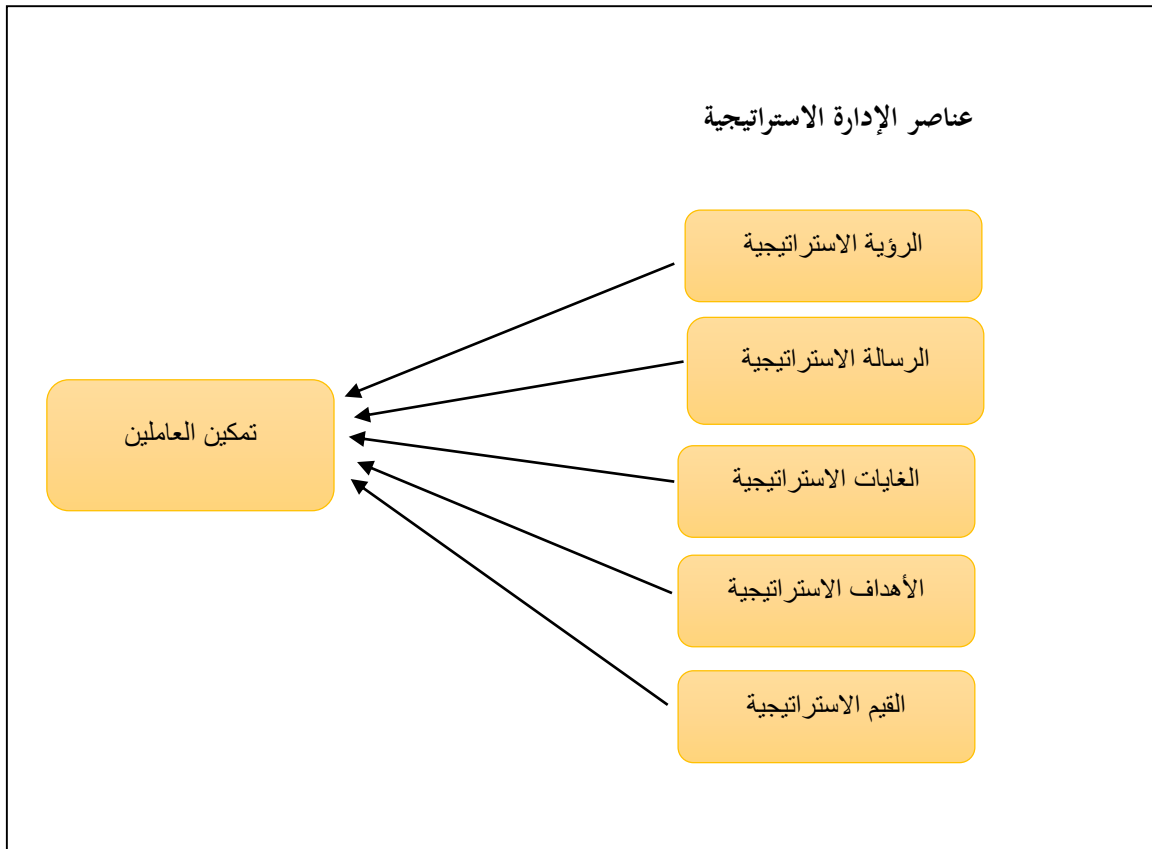 عناصر الإدارة الاستراتيجية
الرؤية الاستراتيجية
الرسالة الاستراتيجية
الغايات الاستراتيجية
الأهداف الاستراتيجية
القيم الاستراتيجية
تمكين العاملين